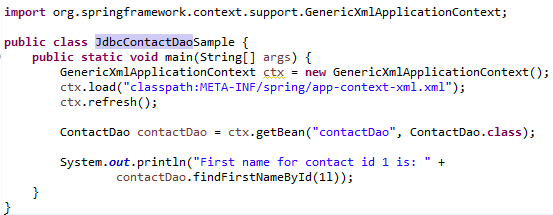 import org.springframework.context.support.GenericXmlApplicationContext;
public class JdbcContactDaoSample {
public static void main(String[] args) {
GenericXmlApplicationContext ctx = new GenericXmlApplicationContext();
ctx.load("classpath:META-INF/spring/app-context-xml.xml");
ctx.refresh();
ContactDao contactDao = ctx.getBean("contactDao", ContactDao.class);
System.out.println("First name for contact id 1 is: " +
contactDao.findFirstNameById(1l));
}
}